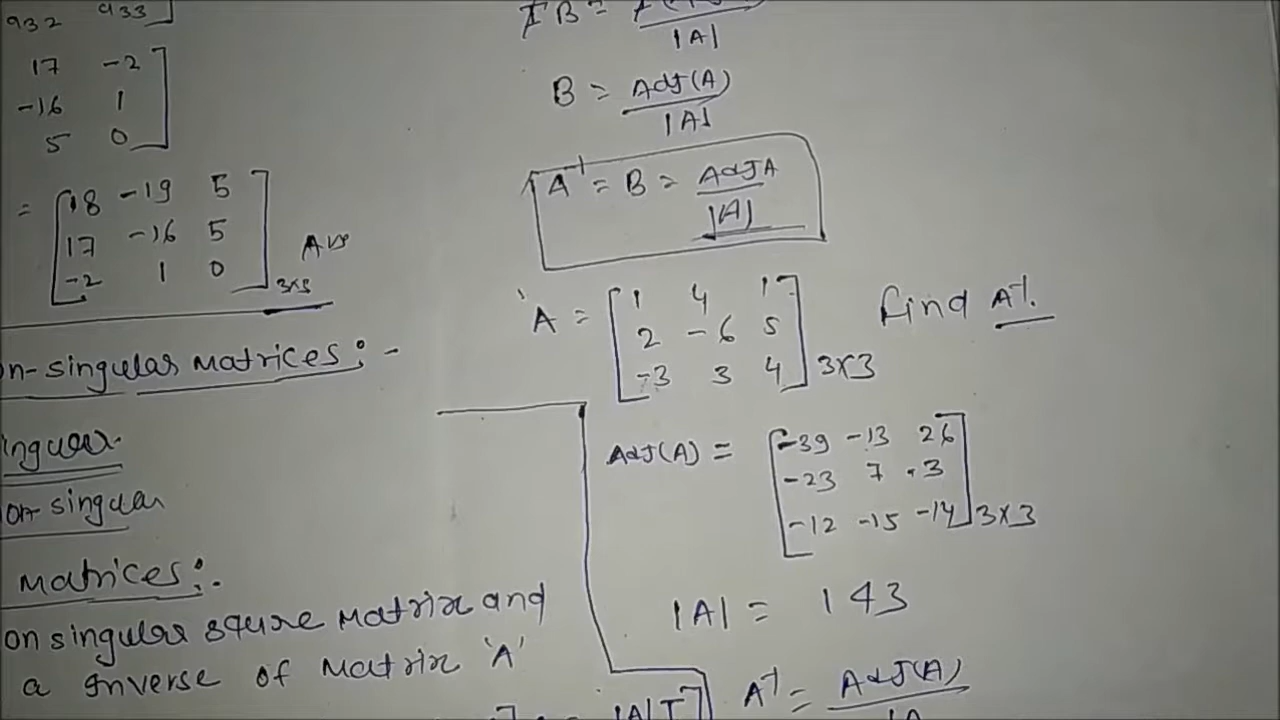 a32 a33]
17 -2
-16 1
5 0
= [18 -19 5
17 -16 5
-2 1 0] 3x3 Ans
n-singular matrices:-
ingular
on-singular
matrices:-
on singular squre matrix and
a Inverse of matrix 'A'
IB =
|A|
B = Adj(A)
|A|
A⁻¹ = B = Adj A
|A|
A = [1 4 1
2 -6 5
-3 3 4] 3x3 find A⁻¹.
Adj(A) = [-39 -13 26
-23 7 -3
-12 -15 -14] 3x3
|A| = 143
A⁻¹ = Adj(A)